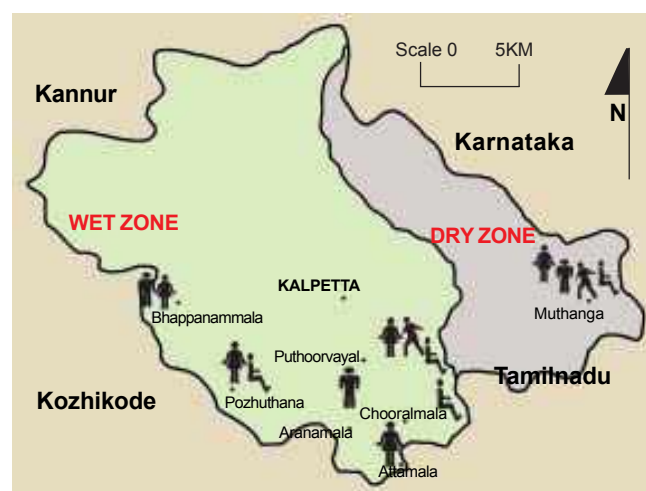 Scale 0 5KM
Kannur
N
Karnataka
WET ZONE
DRY ZONE
KALPETTA
Bhappanammala
Muthanga
Puthoorvayal
Tamilnadu
Pozhuthana
Kozhikode
Chooralmala
Aranamala
Attamala